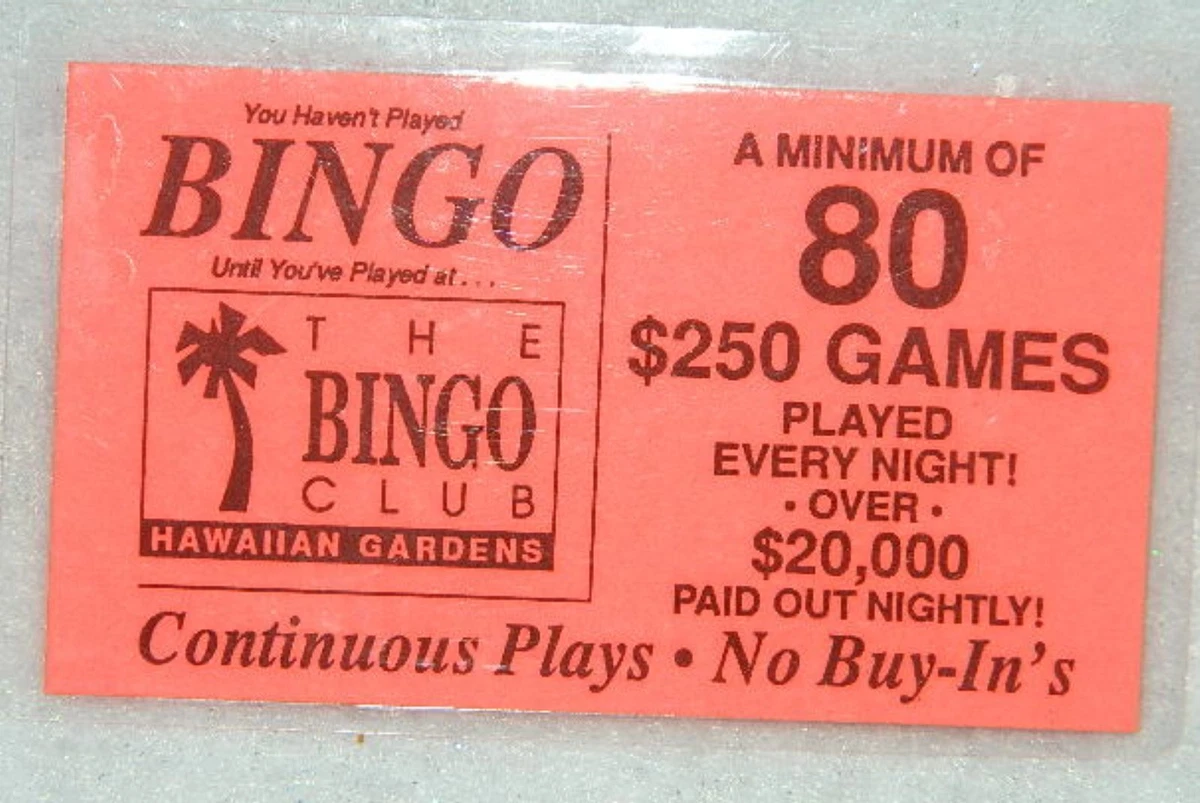 You Haven't Played
BINGO
Until You've Played at . . .
THE
BINGO
CLUB
HAWAIIAN GARDENS
A MINIMUM OF
80
$250 GAMES
PLAYED
EVERY NIGHT!
· OVER ·
$20,000
PAID OUT NIGHTLY!
Continuous Plays • No Buy-In's